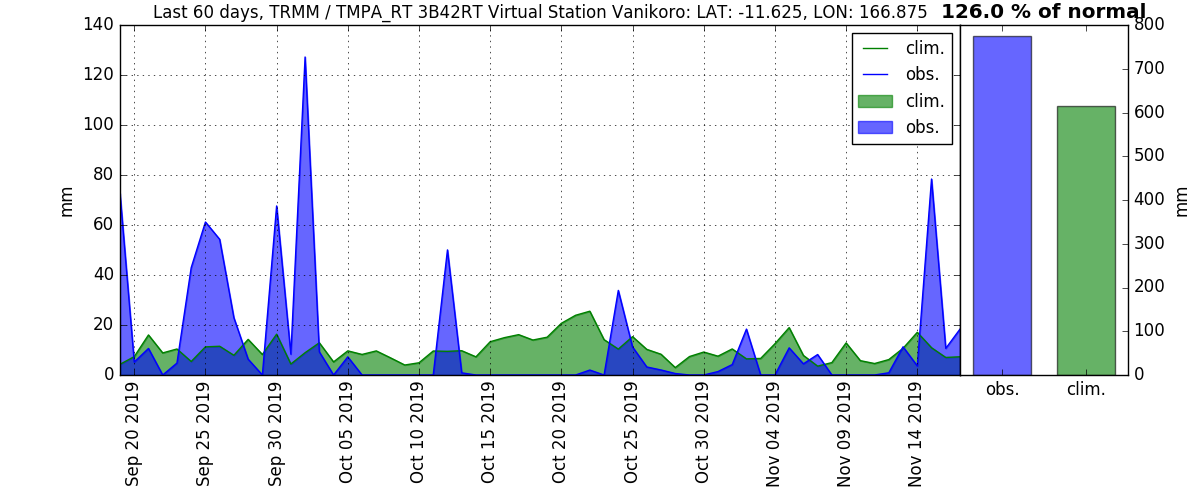 Last 60 days, TRMM / TMPA_RT 3B42RT Virtual Station Vanikoro: LAT: -11.625, LON: 166.875 126.0 % of normal
140
120
100
80
60
40
20
0
mm
clim.
obs.
clim.
obs.
Sep 20 2019
Sep 25 2019
Sep 30 2019
Oct 05 2019
Oct 10 2019
Oct 15 2019
Oct 20 2019
Oct 25 2019
Oct 30 2019
Nov 04 2019
Nov 09 2019
Nov 14 2019
800
700
600
500
400
300
200
100
0
mm
obs. clim.